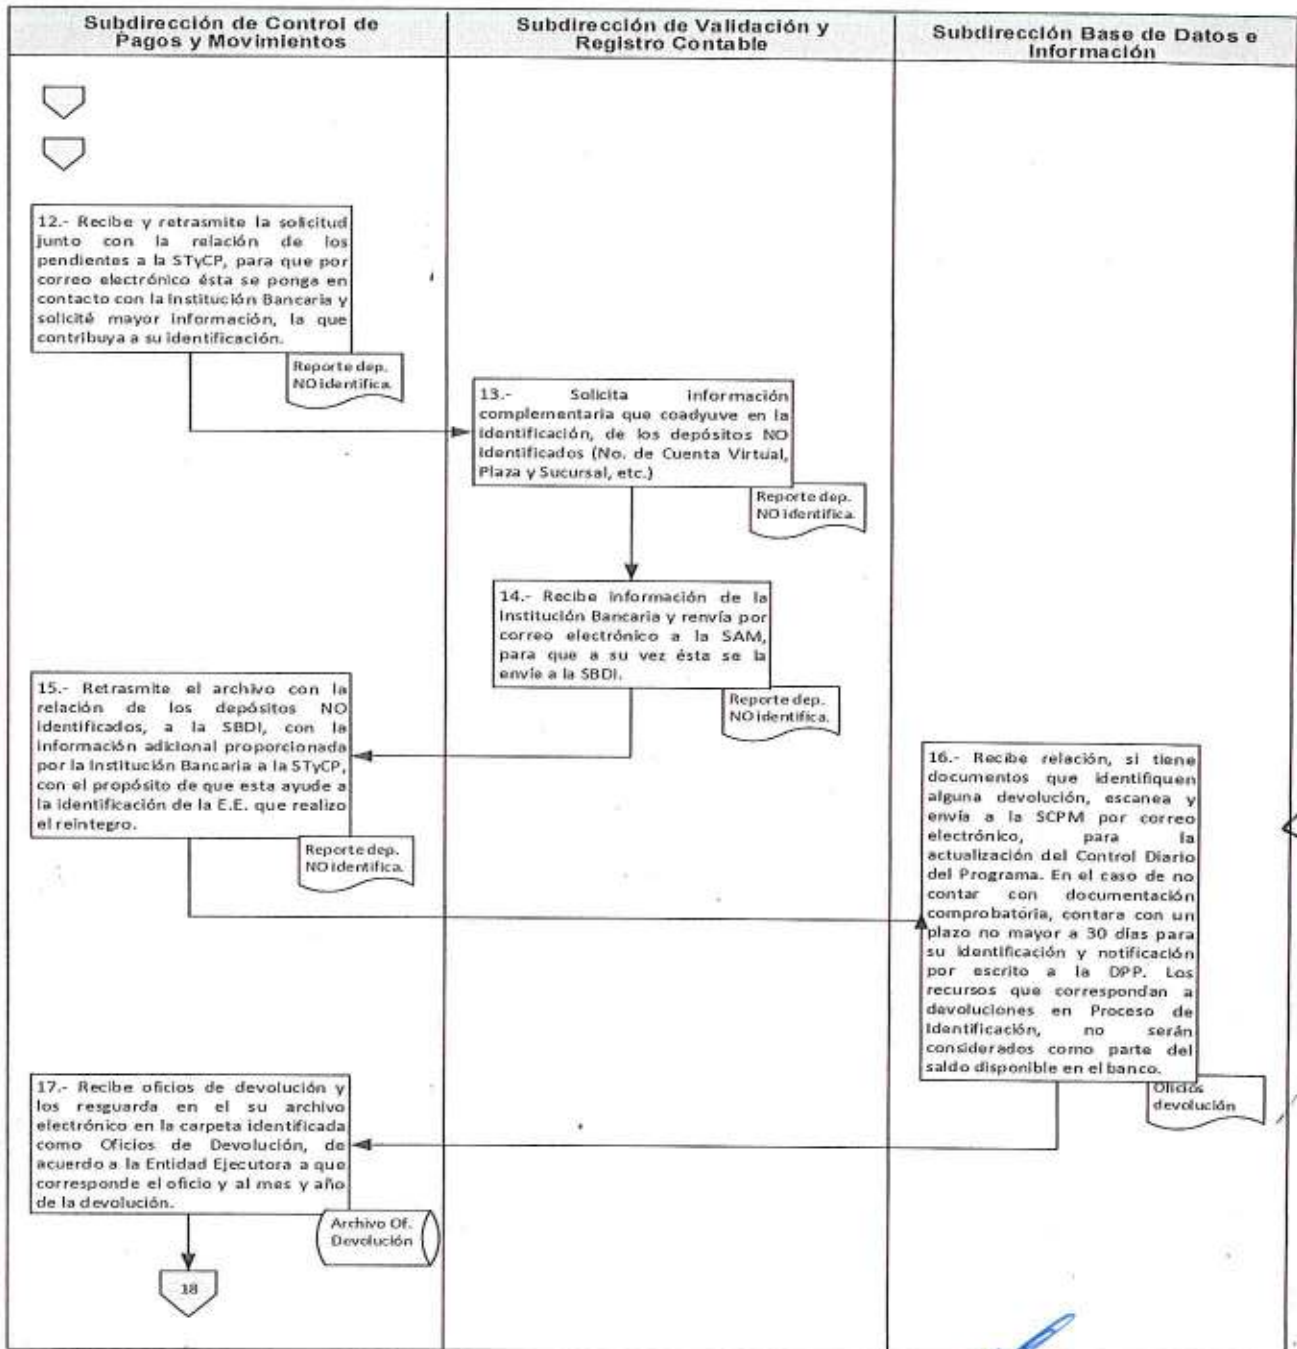 Subdirección de Control de
Pagos y Movimientos
Subdirección de Validación y
Registro Contable
Subdirección Base de Datos e
Información
12.- Recibe y retrasmite la solicitud
junto con la relación de los
pendientes a la STyCP, para que por
correo electrónico ésta se ponga en
contacto con la Institución Bancaria y
solicité mayor información, la que
contribuya a su identificación.
Reporte dep.
NO identifica.
13.- Solicita información
complementaria que coadyuve en la
identificación, de los depósitos NO
identificados (No. de Cuenta Virtual,
Plaza y Sucursal, etc.)
Reporte dep.
NO identifica.
14.- Recibe información de la
Institución Bancaria y renvía por
correo electrónico a la SAM,
para que a su vez ésta se la
envíe a la SBDI.
Reporte dep.
NO identifica.
15.- Retrasmite el archivo con la
relación de los depósitos NO
identificados, a la SBDI, con la
información adicional proporcionada
por la Institución Bancaria a la STyCP,
con el propósito de que esta ayude a
la identificación de la E.E. que realizo
el reintegro.
Reporte dep.
NO identifica.
16.- Recibe relación, si tiene
documentos que identifiquen
alguna devolución, escanea y
envía a la SCPM por correo
electrónico, para la
actualización del Control Diario
del Programa. En el caso de no
contar con documentación
comprobatoria, contara con un
plazo no mayor a 30 días para
su identificación y notificación
por escrito a la DPP. Los
recursos que correspondan a
devoluciones en Proceso de
Identificación, no serán
considerados como parte del
saldo disponible en el banco.
Oficios
devolución
17.- Recibe oficios de devolución y
los resguarda en el su archivo
electrónico en la carpeta identificada
como Oficios de Devolución, de
acuerdo a la Entidad Ejecutora a que
corresponde el oficio y al mes y año
de la devolución.
Archivo Of.
Devolución
18